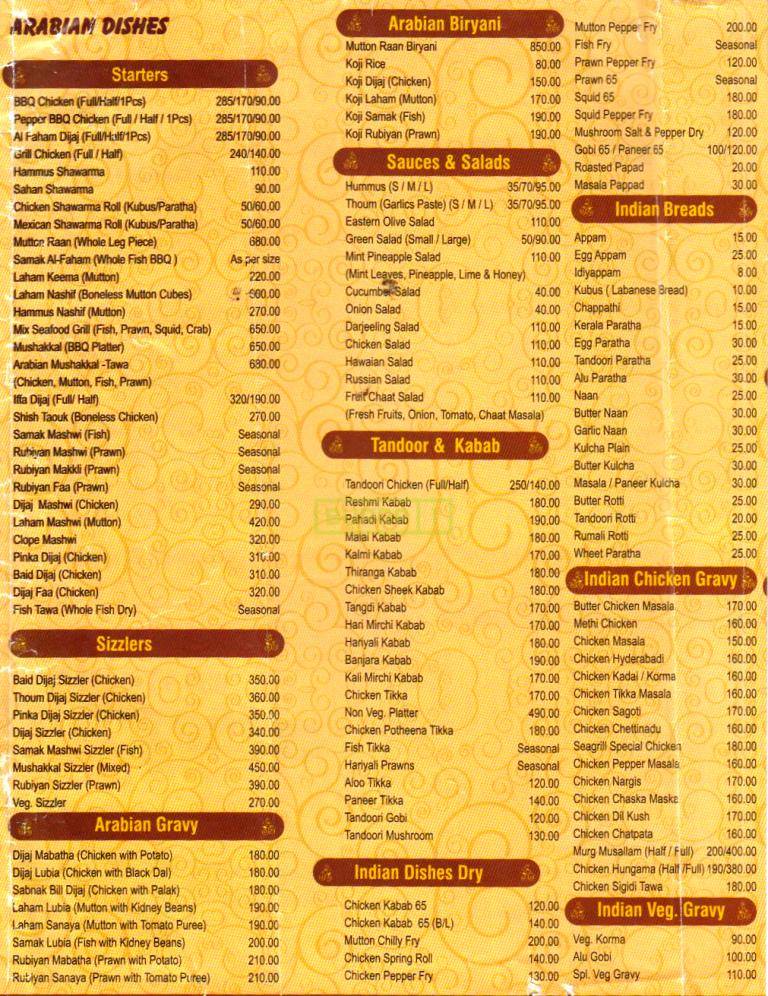 ARABIAN DISHES
Starters
BBQ Chicken (Full/Half/1Pcs) 285/170/90.00
Pepper BBQ Chicken (Full / Half / 1Pcs) 285/170/90.00
Al Faham Dijaj (Full/Half/1Pcs) 285/170/90.00
Grill Chicken (Full / Half) 240/140.00
Hammus Shawarma 110.00
Sahan Shawarma 90.00
Chicken Shawarma Roll (Kubus/Paratha) 50/60.00
Mexican Shawarma Roll (Kubus/Paratha) 50/60.00
Mutton Raan (Whole Leg Piece) 680.00
Samak Al-Faham (Whole Fish BBQ ) As per size
Laham Keema (Mutton) 220.00
Laham Nashif (Boneless Mutton Cubes) 600.00
Hammus Nashif (Mutton) 270.00
Mix Seafood Grill (Fish, Prawn, Squid, Crab) 650.00
Mushakkal (BBQ Platter) 650.00
Arabian Mushakkal -Tawa 680.00
(Chicken, Mutton, Fish, Prawn)
Iffa Dijaj (Full/ Half) 320/190.00
Shish Taouk (Boneless Chicken) 270.00
Samak Mashwi (Fish) Seasonal
Rubiyan Mashwi (Prawn) Seasonal
Rubiyan Makkli (Prawn) Seasonal
Rubiyan Faa (Prawn) Seasonal
Dijaj Mashwi (Chicken) 290.00
Laham Mashwi (Mutton) 420.00
Clope Mashwi 320.00
Pinka Dijaj (Chicken) 310.00
Baid Dijaj (Chicken) 310.00
Dijaj Faa (Chicken) 320.00
Fish Tawa (Whole Fish Dry) Seasonal
Sizzlers
Baid Dijaj Sizzler (Chicken) 350.00
Thoum Dijaj Sizzler (Chicken) 360.00
Pinka Dijaj Sizzler (Chicken) 350.00
Dijaj Sizzler (Chicken) 340.00
Samak Mashwi Sizzler (Fish) 390.00
Mushakkal Sizzler (Mixed) 450.00
Rubiyan Sizzler (Prawn) 390.00
Veg. Sizzler 270.00
Arabian Gravy
Dijaj Mabatha (Chicken with Potato) 180.00
Dijaj Lubia (Chicken with Black Dal) 180.00
Sabnak Bill Dijaj (Chicken with Palak) 180.00
Laham Lubia (Mutton with Kidney Beans) 190.00
Laham Sanaya (Mutton with Tomato Puree) 190.00
Samak Lubia (Fish with Kidney Beans) 200.00
Rubiyan Mabatha (Prawn with Potato) 210.00
Rubiyan Sanaya (Prawn with Tomato Puree) 210.00
Arabian Biryani
Mutton Raan Biryani 850.00
Koji Rice 80.00
Koji Dijaj (Chicken) 150.00
Koji Laham (Mutton) 170.00
Koji Samak (Fish) 190.00
Koji Rubiyan (Prawn) 190.00
Sauces & Salads
Hummus (S / M / L) 35/70/95.00
Thoum (Garlics Paste) (S / M / L) 35/70/95.00
Eastern Olive Salad 110.00
Green Salad (Small / Large) 50/90.00
Mint Pineapple Salad 110.00
(Mint Leaves, Pineapple, Lime & Honey)
Cucumber Salad 40.00
Onion Salad 40.00
Darjeeling Salad 110.00
Chicken Salad 110.00
Hawaian Salad 110.00
Russian Salad 110.00
Fruit Chaat Salad 110.00
(Fresh Fruits, Onion, Tomato, Chaat Masala)
Tandoor & Kabab
Tandoori Chicken (Full/Half) 250/140.00
Reshmi Kabab 180.00
Pahadi Kabab 190.00
Malai Kabab 180.00
Kalmi Kabab 170.00
Thiranga Kabab 180.00
Chicken Sheek Kabab 180.00
Tangdi Kabab 170.00
Hari Mirchi Kabab 170.00
Hariyali Kabab 180.00
Banjara Kabab 190.00
Kali Mirchi Kabab 170.00
Chicken Tikka 170.00
Non Veg. Platter 490.00
Chicken Potheena Tikka 180.00
Fish Tikka Seasonal
Hariyali Prawns Seasonal
Aloo Tikka 120.00
Paneer Tikka 140.00
Tandoori Gobi 120.00
Tandoori Mushroom 130.00
Indian Dishes Dry
Chicken Kabab 65 120.00
Chicken Kabab 65 (B/L) 140.00
Mutton Chilly Fry 200.00
Chicken Spring Roll 140.00
Chicken Pepper Fry 130.00
Mutton Pepper Fry 200.00
Fish Fry Seasonal
Prawn Pepper Fry 120.00
Prawn 65 Seasonal
Squid 65 180.00
Squid Pepper Fry 180.00
Mushroom Salt & Pepper Dry 120.00
Gobi 65 / Paneer 65 100/120.00
Roasted Papad 20.00
Masala Pappad 30.00
Indian Breads
Appam 15.00
Egg Appam 25.00
Idiyappam 8.00
Kubus ( Labanese Bread) 10.00
Chappathi 15.00
Kerala Paratha 15.00
Egg Paratha 30.00
Tandoori Paratha 25.00
Alu Paratha 30.00
Naan 25.00
Butter Naan 30.00
Garlic Naan 30.00
Kulcha Plain 25.00
Butter Kulcha 30.00
Masala / Paneer Kulcha 30.00
Butter Rotti 25.00
Tandoori Rotti 20.00
Rumali Rotti 25.00
Wheet Paratha 25.00
Indian Chicken Gravy
Butter Chicken Masala 170.00
Methi Chicken 160.00
Chicken Masala 150.00
Chicken Hyderabadi 160.00
Chicken Kadai / Korma 160.00
Chicken Tikka Masala 160.00
Chicken Sagoti 170.00
Chicken Chettinadu 160.00
Seagrill Special Chicken 180.00
Chicken Pepper Masala 160.00
Chicken Nargis 170.00
Chicken Chaska Maska 160.00
Chicken Dil Kush 170.00
Chicken Chatpata 160.00
Murg Musallam (Half / Full) 200/400.00
Chicken Hungama (Half /Full) 190/380.00
Chicken Sigidi Tawa 180.00
Indian Veg. Gravy
Veg. Korma 90.00
Alu Gobi 100.00
Spl. Veg Gravy 110.00